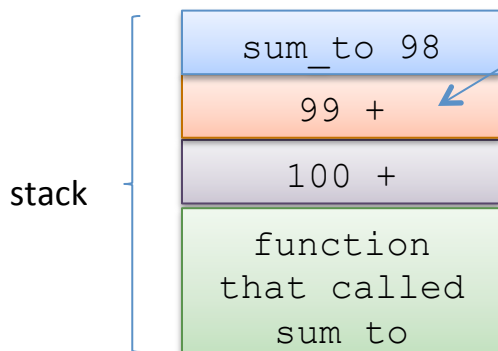 sum_to 98
99 +
100 +
stack
function
that called
sum to